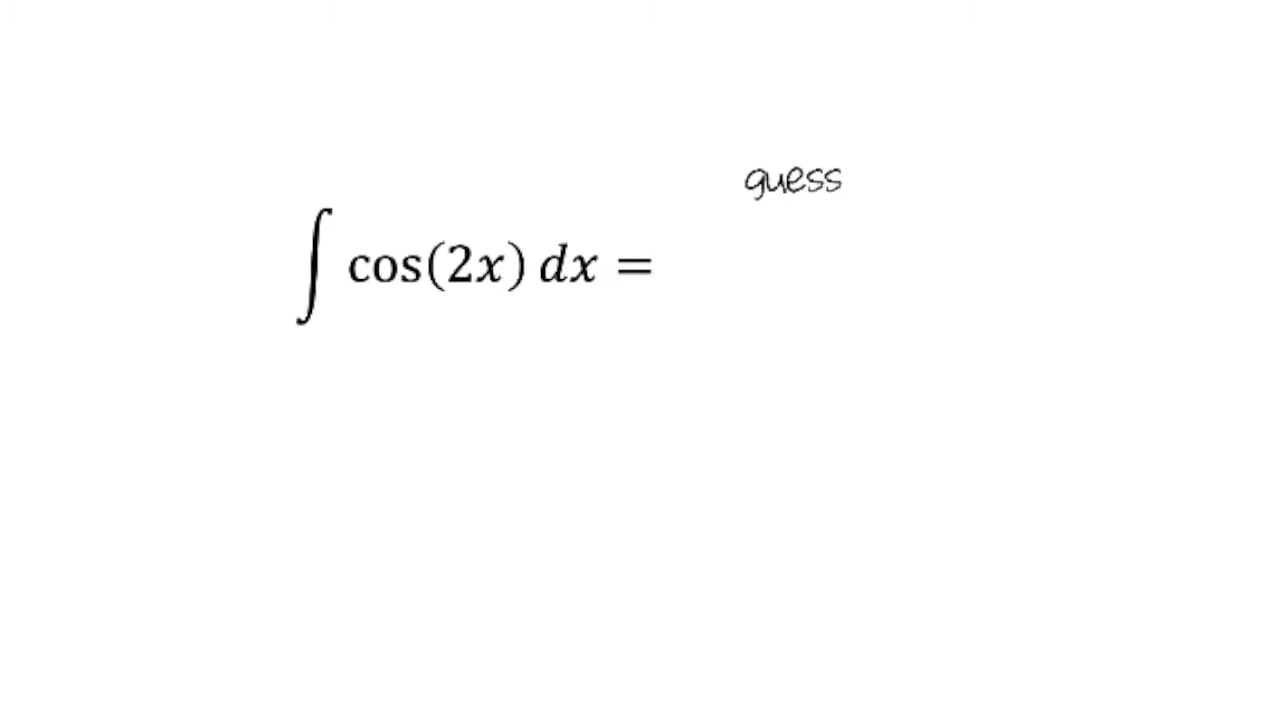 guess
∫ cos(2x) dx =